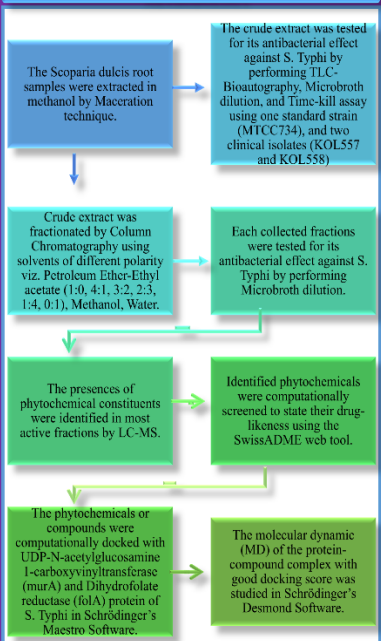 The Scoparia dulcis root
samples were extracted in
methanol by Maceration
technique.
The crude extract was tested
for its antibacterial effect
against S. Typhi by
performing TLC-
Bioautography, Microbroth
dilution, and Time-kill assay
using one standard strain
(MTCC734), and two
clinical isolates (KOL557
and KOL558)
Crude extract was
fractionated by Column
Chromatography using
solvents of different polarity
viz. Petroleum Ether-Ethyl
acetate (1:0, 4:1, 3:2, 2:3,
1:4, 0:1), Methanol, Water.
Each collected fractions
were tested for its
antibacterial effect against S.
Typhi by performing
Microbroth dilution.
The presences of
phytochemical constituents
were identified in most
active fractions by LC-MS.
Identified phytochemicals
were computationally
screened to state their drug-
likeness using the
SwissADME web tool.
The phytochemicals or
compounds were
computationally docked with
UDP-N-acetylglucosamine
1-carboxyvinyltransferase
(murA) and Dihydrofolate
reductase (folA) protein of
S. Typhi in Schrödinger's
Maestro Software.
The molecular dynamic
(MD) of the protein-
compound complex with
good docking score was
studied in Schrödinger's
Desmond Software.